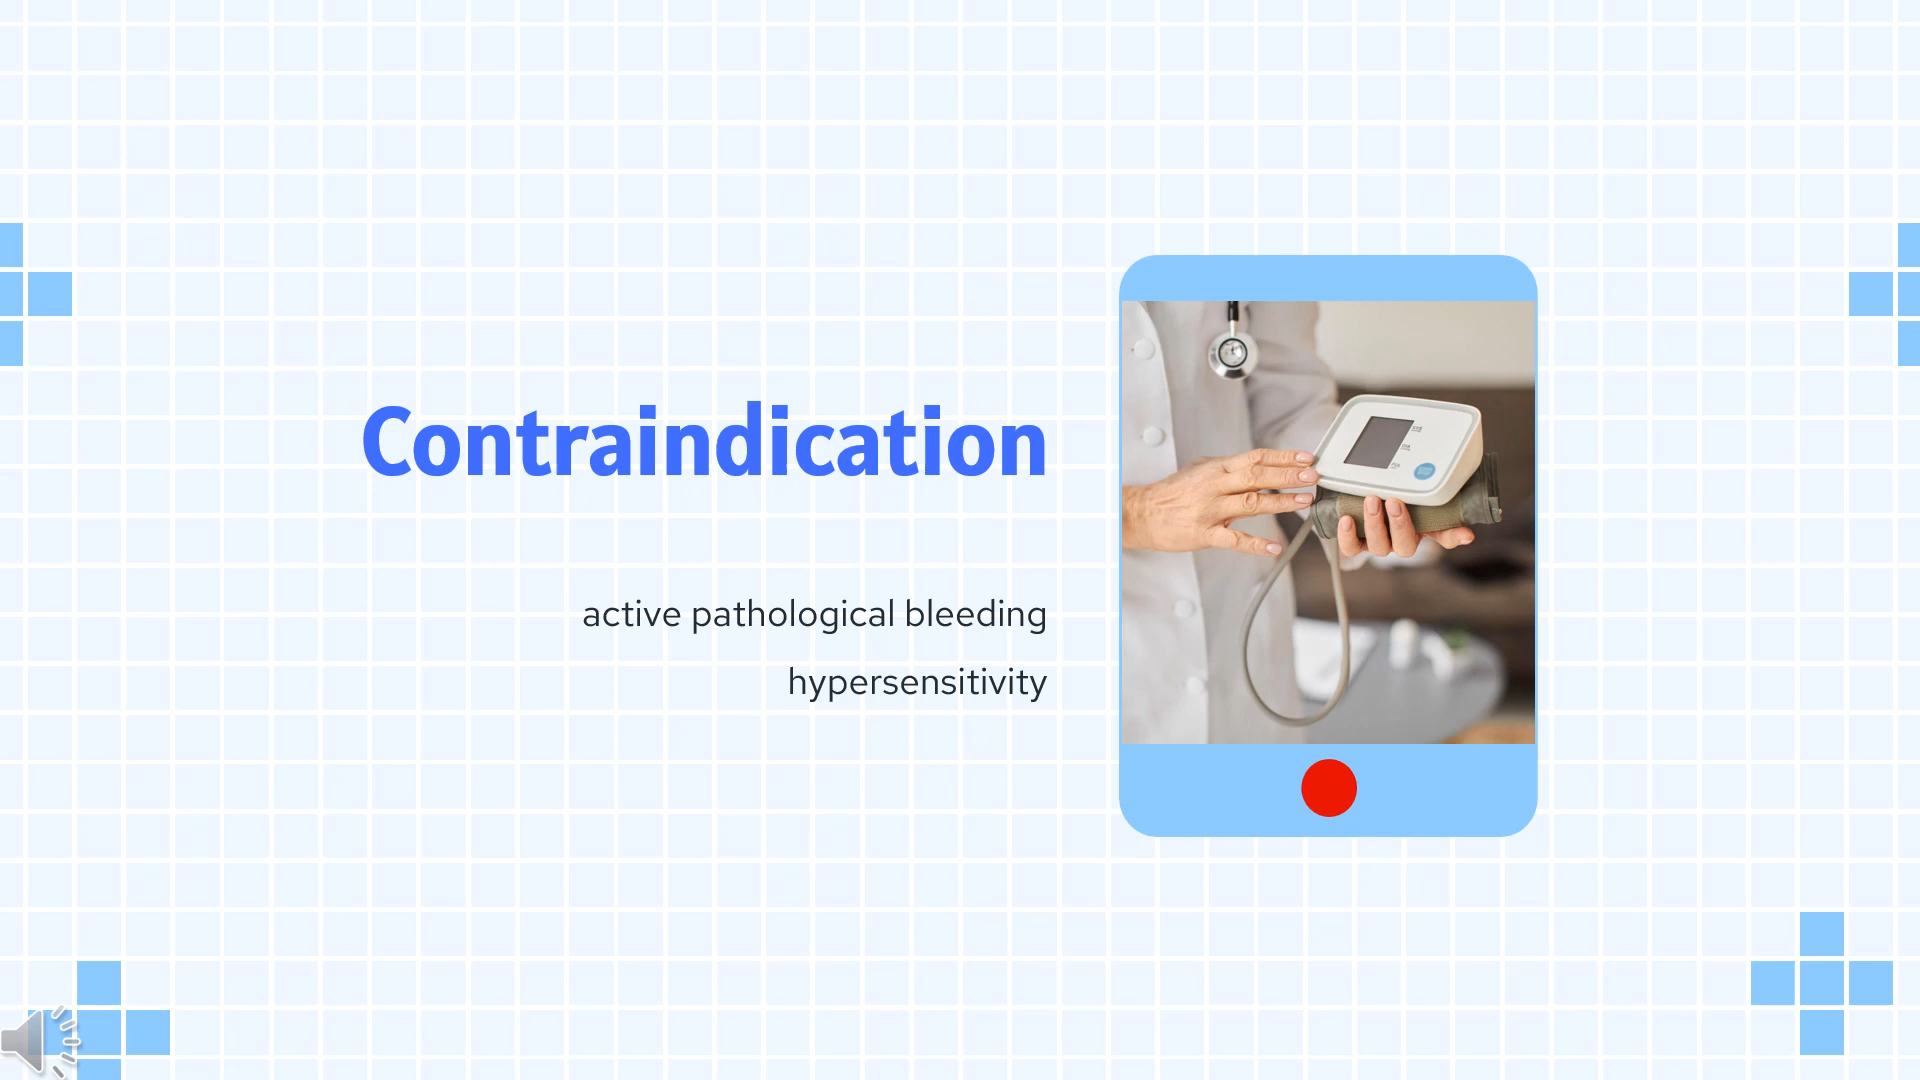 Contraindication
active pathological bleeding
hypersensitivity